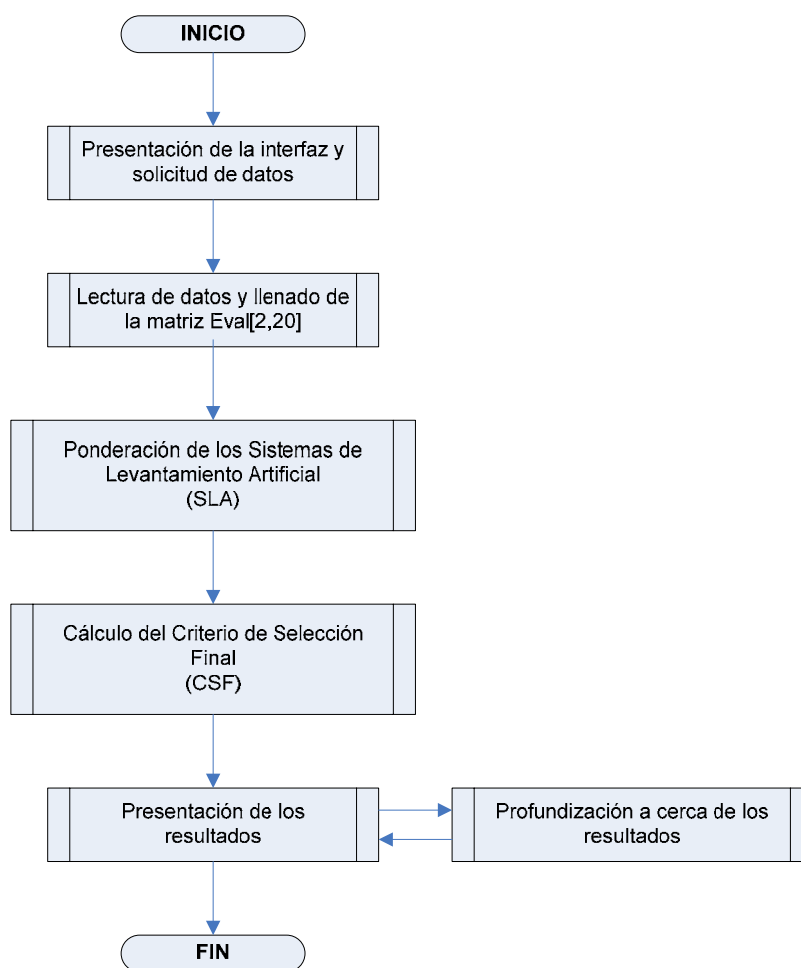 INICIO
Presentación de la interfaz y
solicitud de datos
Lectura de datos y llenado de
la matriz Eval[2,20]
Ponderación de los Sistemas de
Levantamiento Artificial
(SLA)
Cálculo del Criterio de Selección
Final
(CSF)
Presentación de los
resultados
Profundización a cerca de los
resultados
FIN